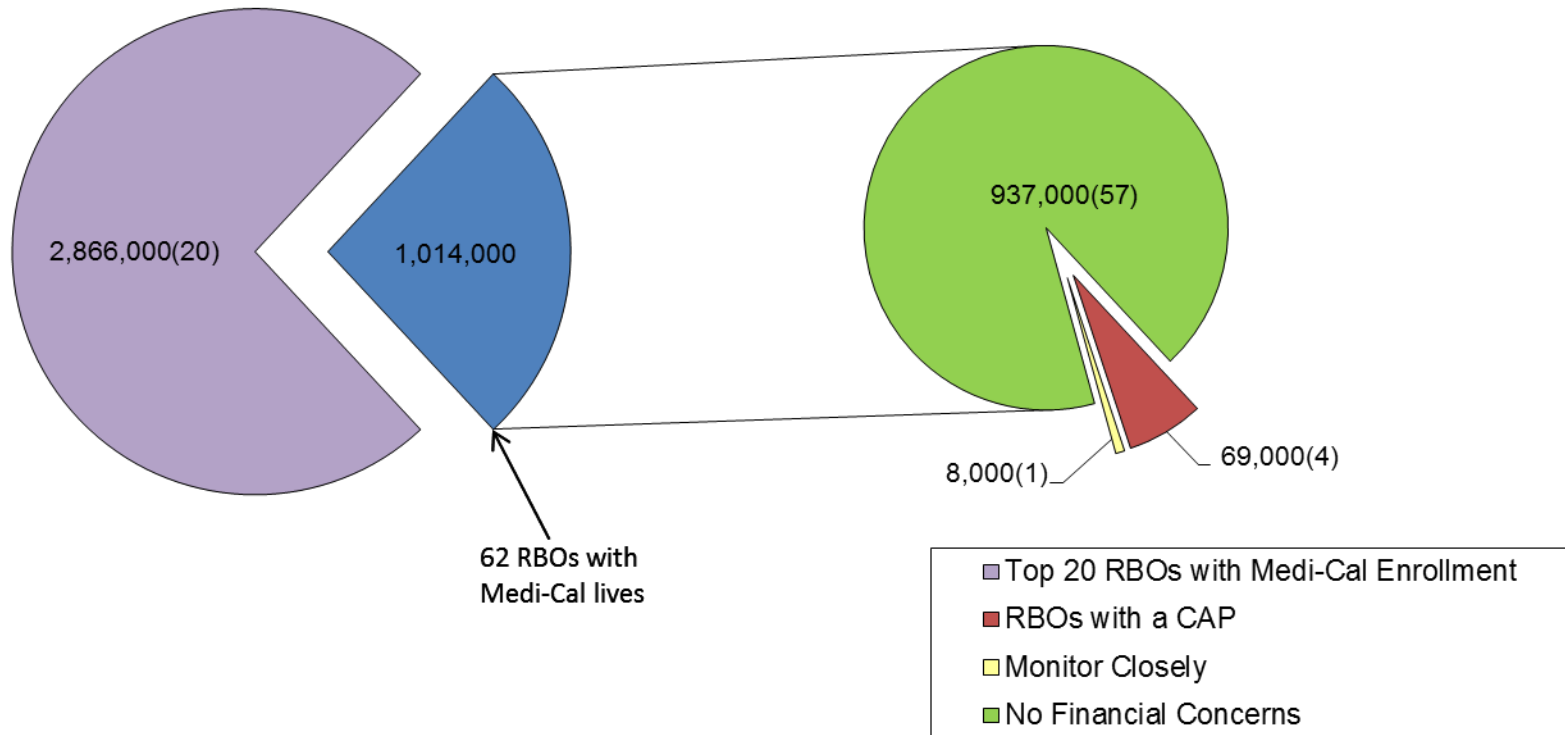 2,866,000(20)
1,014,000
937,000(57)
8,000(1)
69,000(4)
62 RBOs with
Medi-Cal lives
Top 20 RBOs with Medi-Cal Enrollment
RBOs with a CAP
Monitor Closely
No Financial Concerns